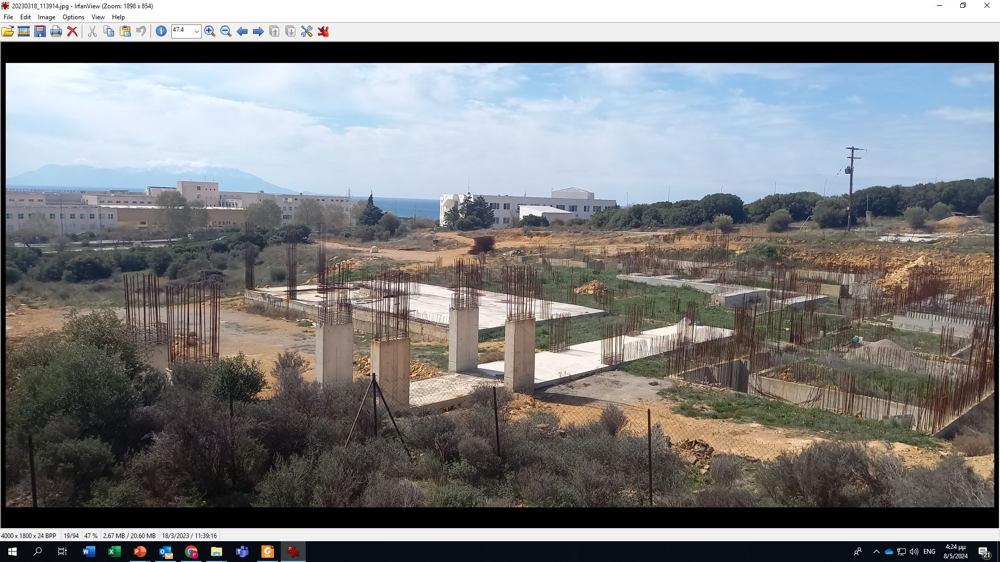 20230318_113914.jpg - IrfanView (Zoom: 1898 x 854)
File Edit Image Options View Help
47.4
4000 x 1800 x 24 BPP 19/94 47 % 2.67 MB / 20.60 MB 18/3/2023 / 11:39:16
ENG 4:24 μμ
8/5/2024
21